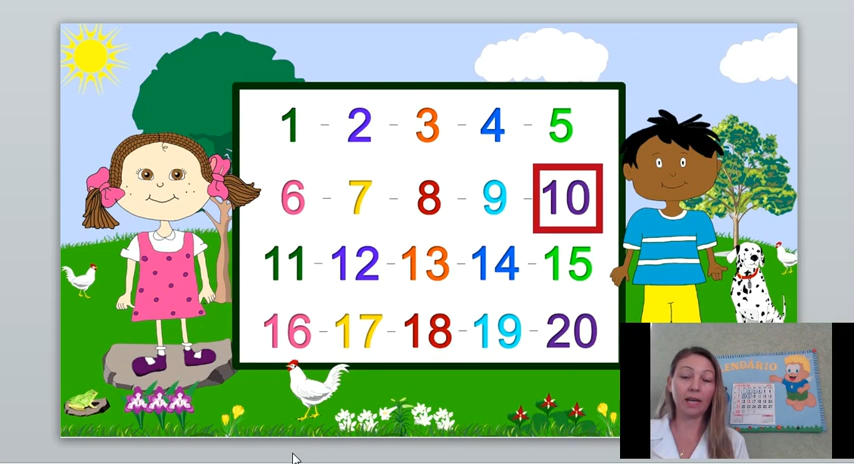 1 - 2 - 3 - 4 - 5
6 - 7 - 8 - 9 - 10
11 - 12 - 13 - 14 - 15
16 - 17 - 18 - 19 - 20
ENDÁRIO